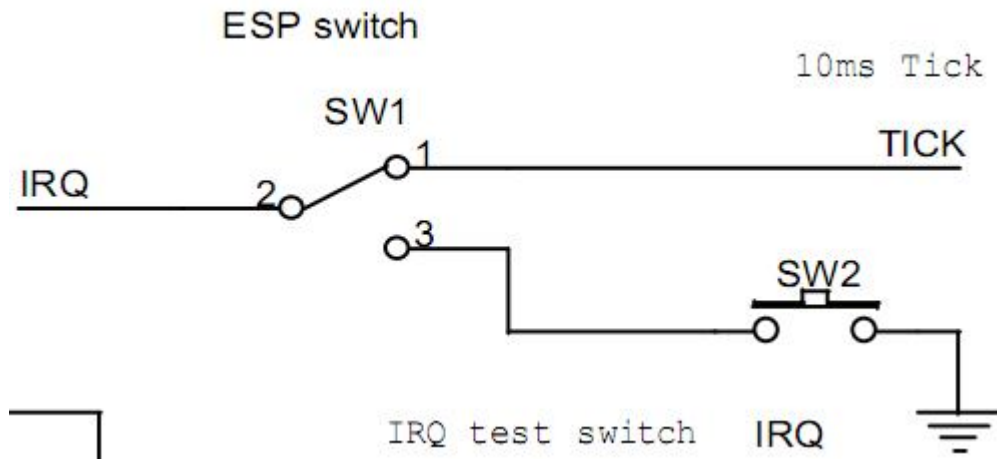 ESP switch
10ms Tick
SW1
1
TICK
IRQ
2
3
SW2
IRQ test switch
IRQ